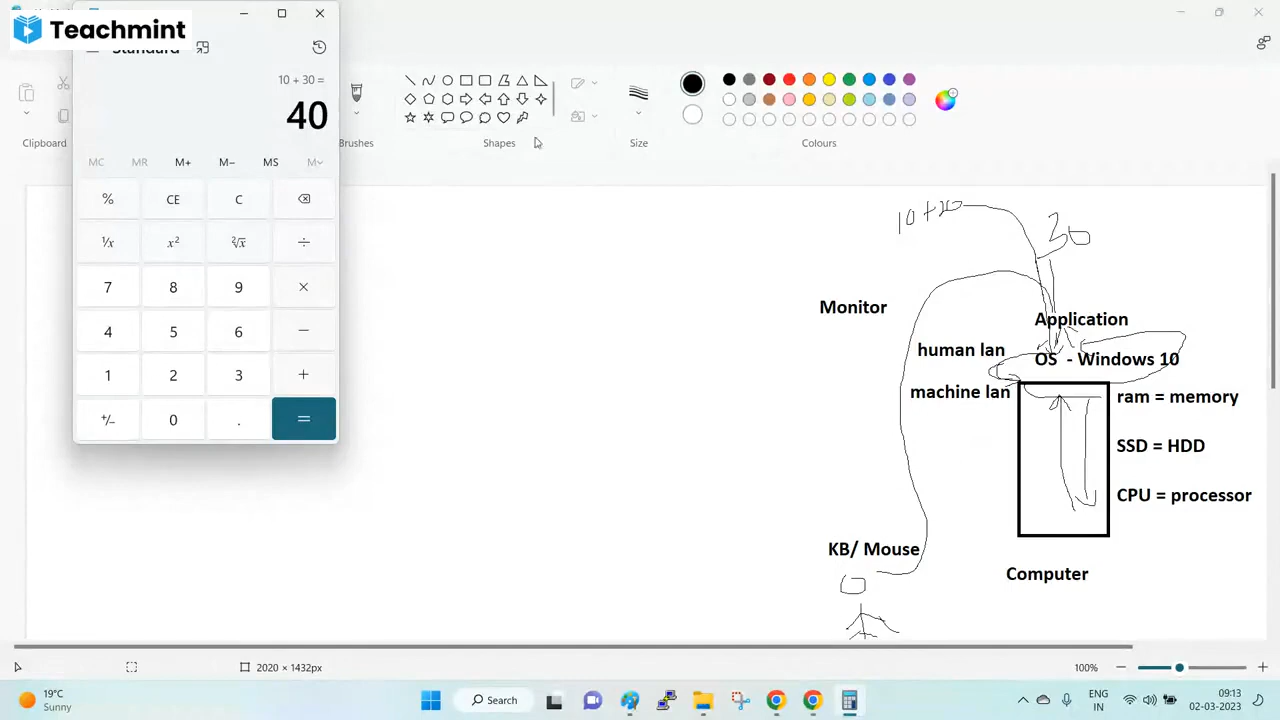 Teachmint
Standard
10 + 30 =
40
MC MR M+ M− MS M˅
% CE C
¹/x x² ²√x ÷
7 8 9 ×
4 5 6 −
1 2 3 +
+/− 0 . =
Clipboard
Brushes
Shapes
Size
Colours
10 + 20
30
Monitor
Application
human lan
OS - Windows 10
machine lan
ram = memory
SSD = HDD
CPU = processor
KB/ Mouse
Computer
2020 × 1432px
100%
19°C
Sunny
Search
ENG
IN
09:13
02-03-2023